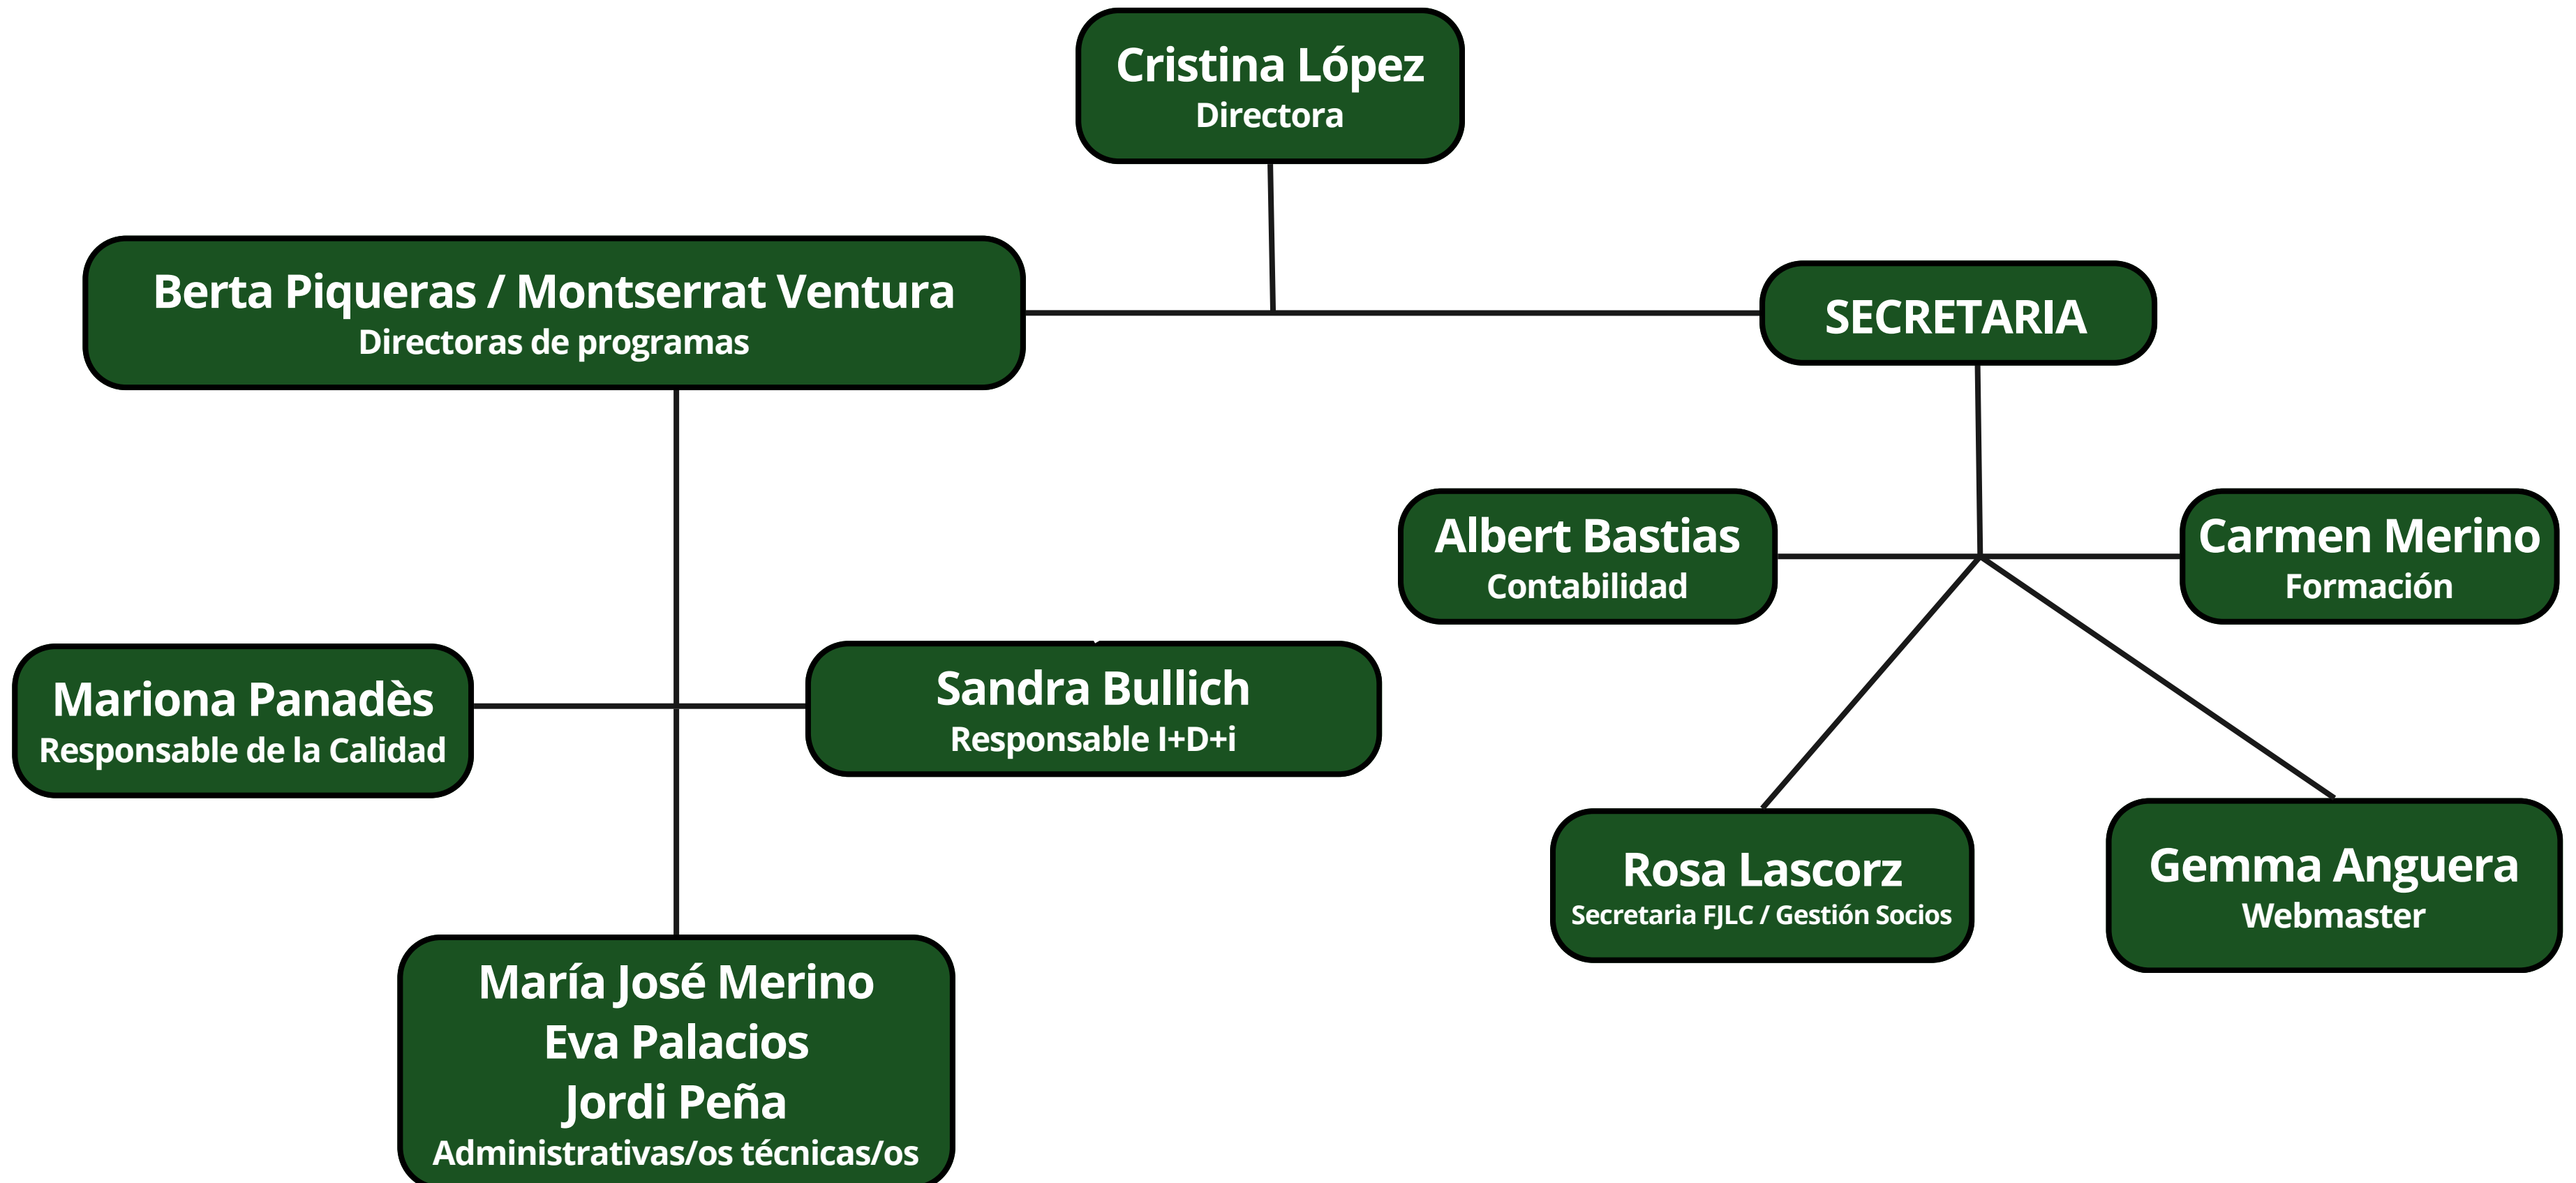 Cristina López
Directora
Berta Piqueras / Montserrat Ventura
Directoras de programas
SECRETARIA
Albert Bastias
Contabilidad
Carmen Merino
Formación
Mariona Panadès
Responsable de la Calidad
Sandra Bullich
Responsable I+D+i
Rosa Lascorz
Secretaria FJLC / Gestión Socios
Gemma Anguera
Webmaster
María José Merino
Eva Palacios
Jordi Peña
Administrativas/os técnicas/os